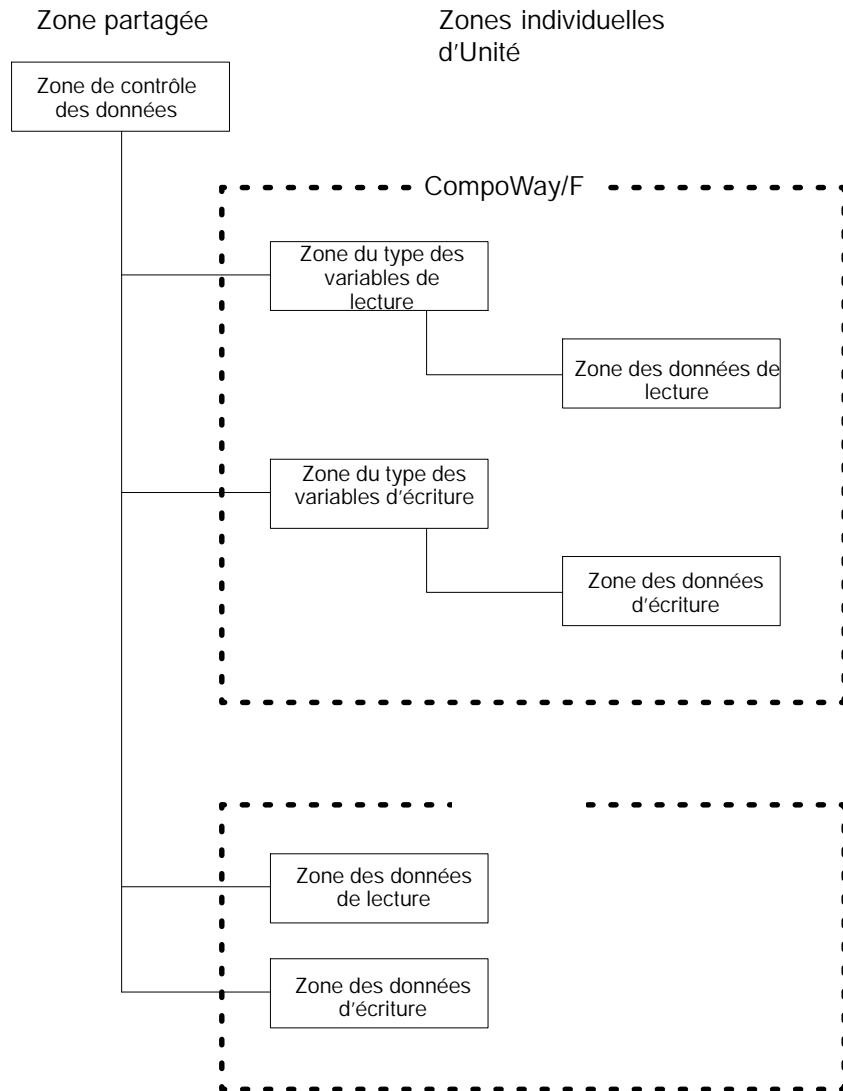 Zone partagée
Zones individuelles
d'Unité
Zone de contrôle
des données
CompoWay/F
Zone du type des
variables de
lecture
Zone des données de
lecture
Zone du type des
variables d'écriture
Zone des données
d'écriture
Zone des données
de lecture
Zone des données
d'écriture